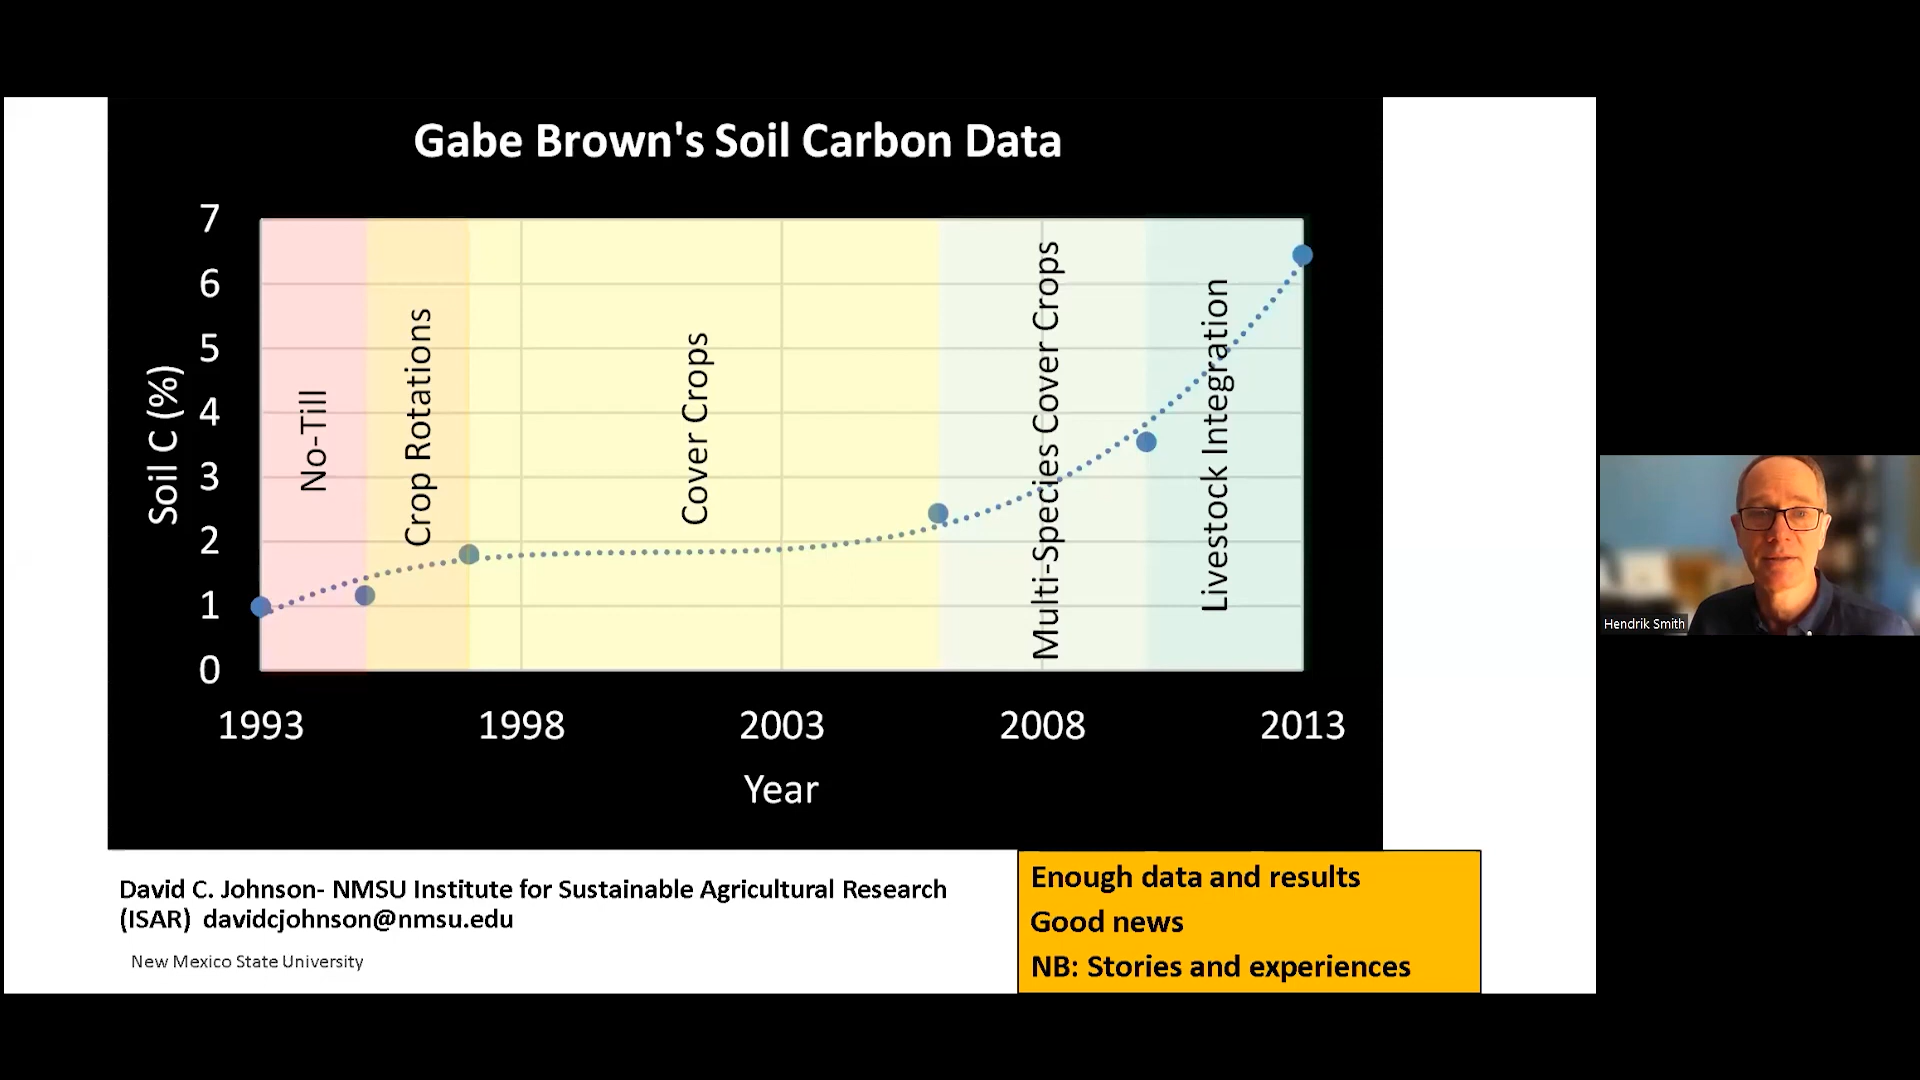 Gabe Brown's Soil Carbon Data
7
6
5
4
3
2
1
0
Soil C (%)
No-Till
Crop Rotations
Cover Crops
Multi-Species Cover Crops
Livestock Integration
1993
1998
2003
2008
2013
Year
David C. Johnson- NMSU Institute for Sustainable Agricultural Research
(ISAR) davidcjohnson@nmsu.edu
New Mexico State University
Enough data and results
Good news
NB: Stories and experiences
Hendrik Smith